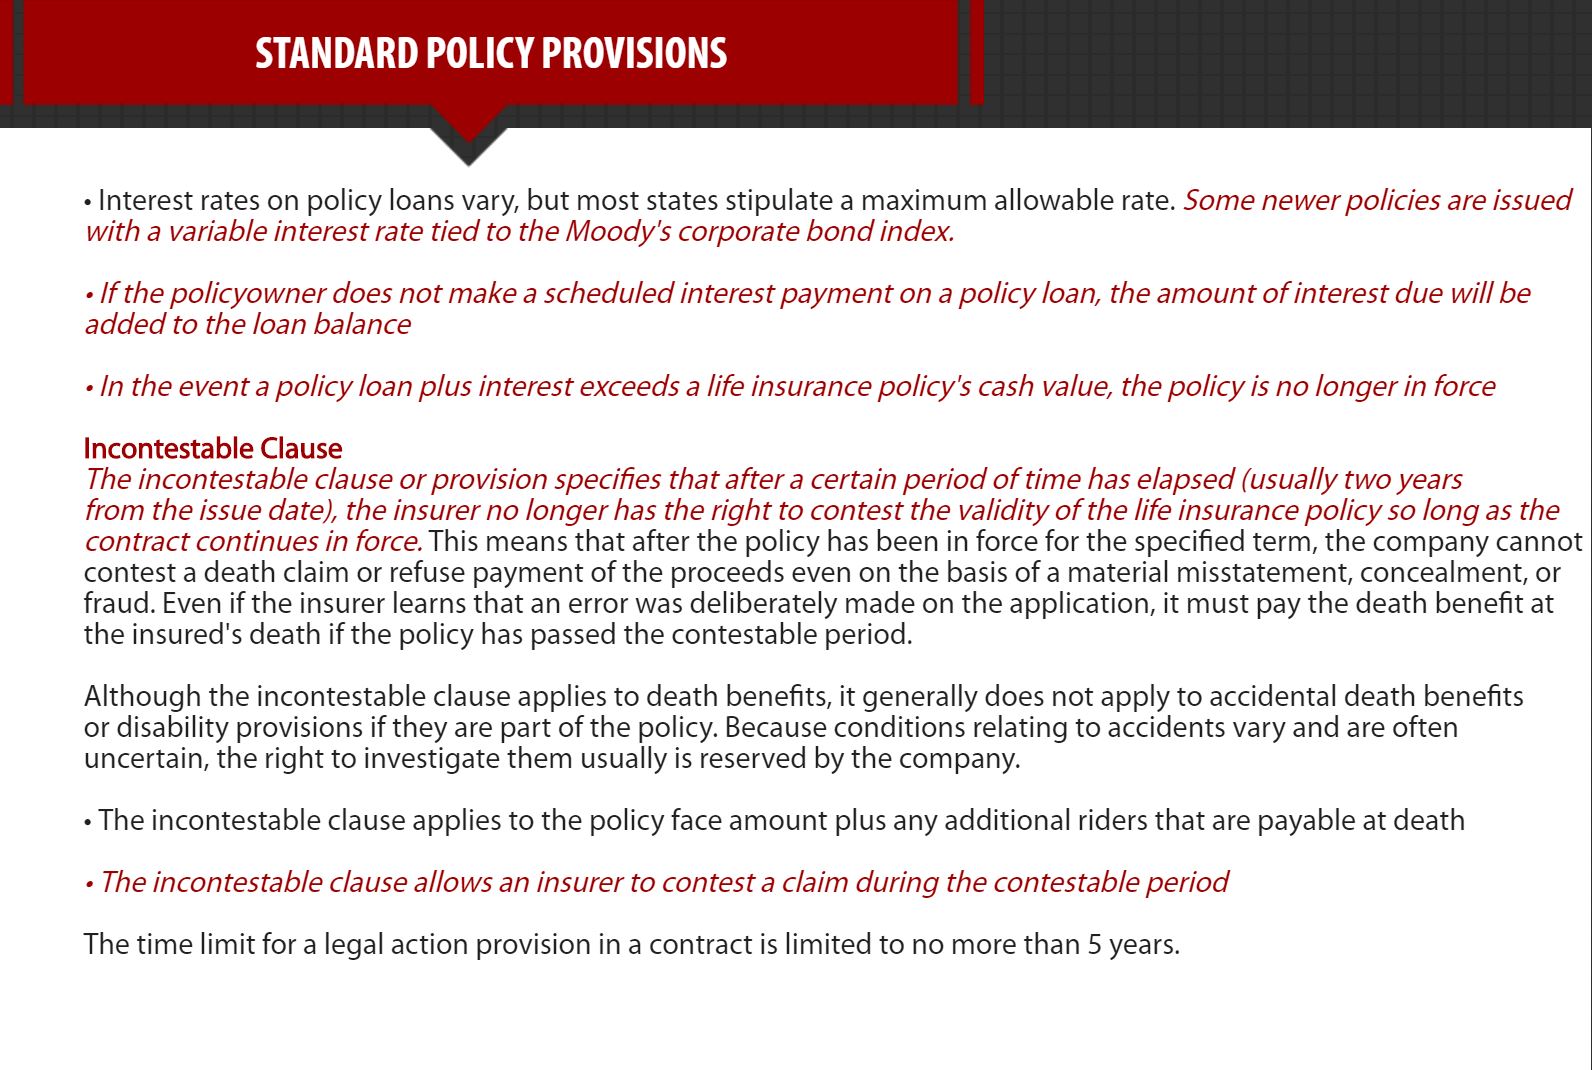 STANDARD POLICY PROVISIONS
• Interest rates on policy loans vary, but most states stipulate a maximum allowable rate. Some newer policies are issued
with a variable interest rate tied to the Moody's corporate bond index.
• If the policyowner does not make a scheduled interest payment on a policy loan, the amount of interest due will be
added to the loan balance
• In the event a policy loan plus interest exceeds a life insurance policy's cash value, the policy is no longer in force
Incontestable Clause
The incontestable clause or provision specifies that after a certain period of time has elapsed (usually two years
from the issue date), the insurer no longer has the right to contest the validity of the life insurance policy so long as the
contract continues in force. This means that after the policy has been in force for the specified term, the company cannot
contest a death claim or refuse payment of the proceeds even on the basis of a material misstatement, concealment, or
fraud. Even if the insurer learns that an error was deliberately made on the application, it must pay the death benefit at
the insured's death if the policy has passed the contestable period.
Although the incontestable clause applies to death benefits, it generally does not apply to accidental death benefits
or disability provisions if they are part of the policy. Because conditions relating to accidents vary and are often
uncertain, the right to investigate them usually is reserved by the company.
• The incontestable clause applies to the policy face amount plus any additional riders that are payable at death
• The incontestable clause allows an insurer to contest a claim during the contestable period
The time limit for a legal action provision in a contract is limited to no more than 5 years.